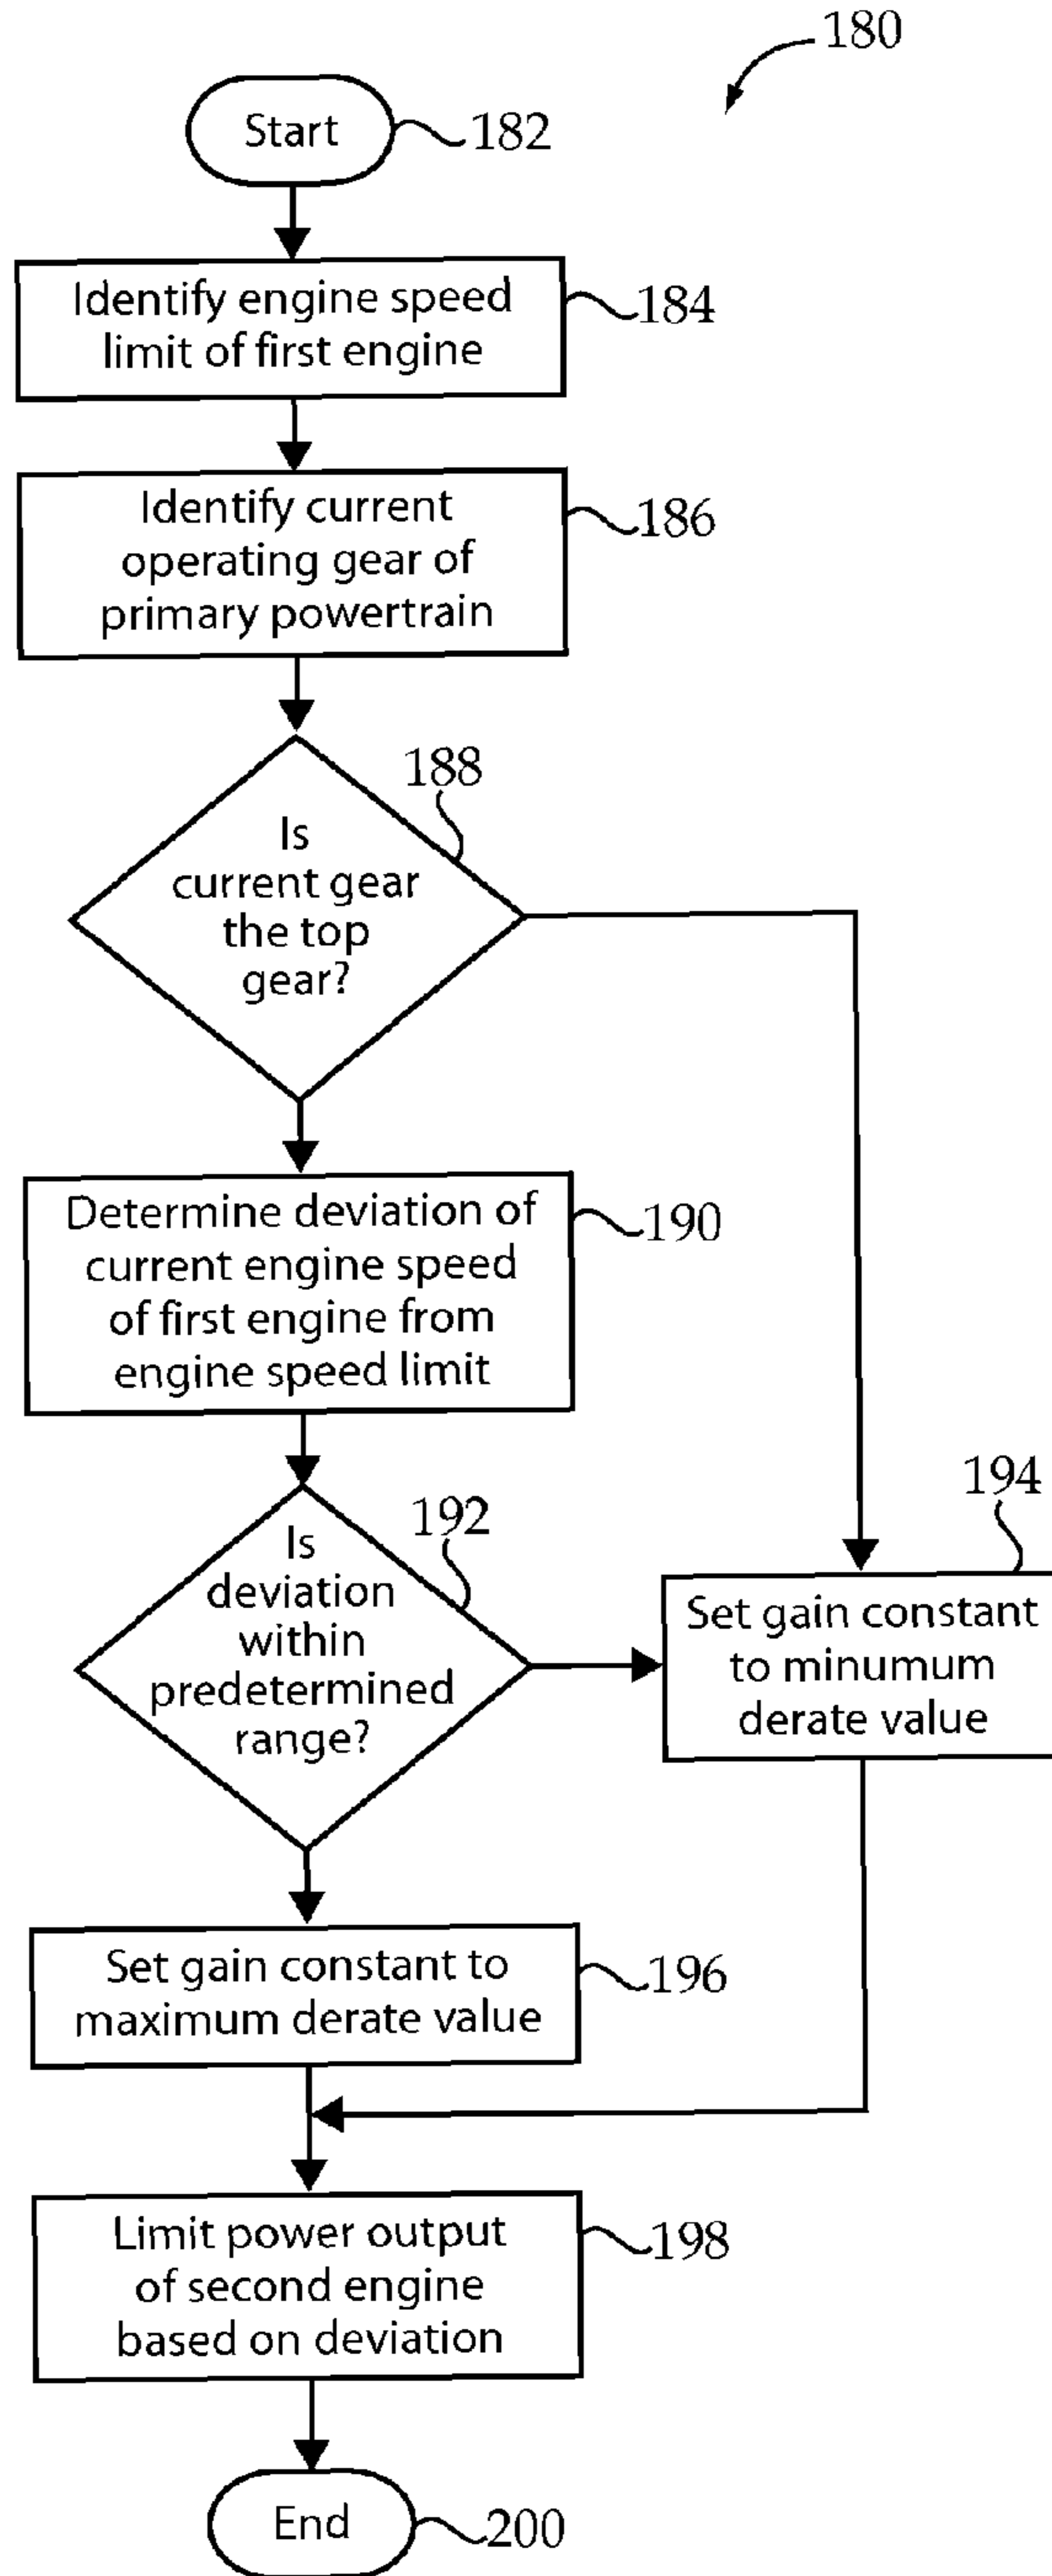 180
Start
182
Identify engine speed
limit of first engine
184
Identify current
operating gear of
primary powertrain
186
188
Is
current gear
the top
gear?
Determine deviation of
current engine speed
of first engine from
engine speed limit
190
192
Is
deviation
within
predetermined
range?
194
Set gain constant
to minumum
derate value
Set gain constant to
maximum derate value
196
Limit power output
of second engine
based on deviation
198
End
200